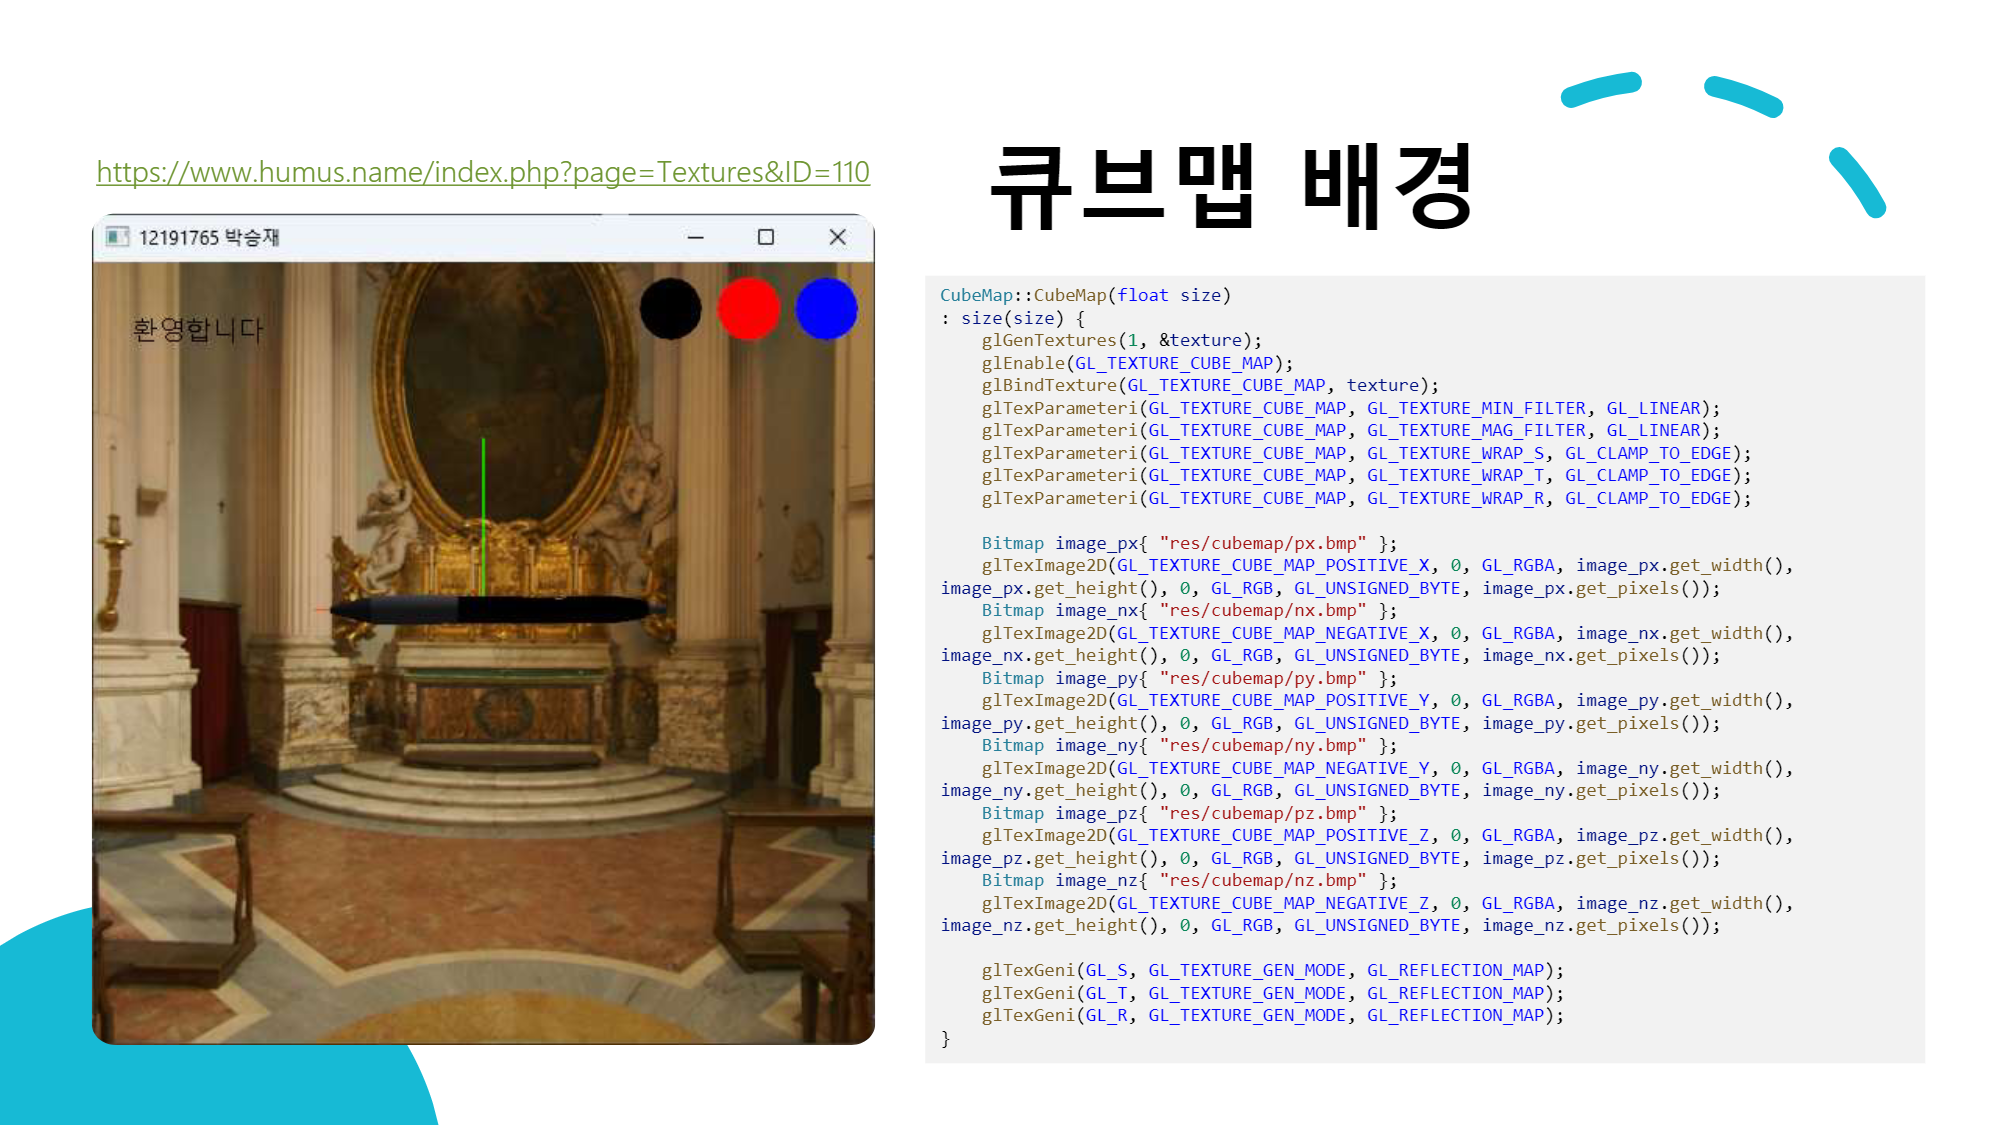 https://www.humus.name/index.php?page=Textures&ID=110
12191765 박승재
환영합니다
큐브맵 배경
CubeMap::CubeMap(float size)
: size(size) {
    glGenTextures(1, &texture);
    glEnable(GL_TEXTURE_CUBE_MAP);
    glBindTexture(GL_TEXTURE_CUBE_MAP, texture);
    glTexParameteri(GL_TEXTURE_CUBE_MAP, GL_TEXTURE_MIN_FILTER, GL_LINEAR);
    glTexParameteri(GL_TEXTURE_CUBE_MAP, GL_TEXTURE_MAG_FILTER, GL_LINEAR);
    glTexParameteri(GL_TEXTURE_CUBE_MAP, GL_TEXTURE_WRAP_S, GL_CLAMP_TO_EDGE);
    glTexParameteri(GL_TEXTURE_CUBE_MAP, GL_TEXTURE_WRAP_T, GL_CLAMP_TO_EDGE);
    glTexParameteri(GL_TEXTURE_CUBE_MAP, GL_TEXTURE_WRAP_R, GL_CLAMP_TO_EDGE);
    Bitmap image_px{ "res/cubemap/px.bmp" };
    glTexImage2D(GL_TEXTURE_CUBE_MAP_POSITIVE_X, 0, GL_RGBA, image_px.get_width(),
image_px.get_height(), 0, GL_RGB, GL_UNSIGNED_BYTE, image_px.get_pixels());
    Bitmap image_nx{ "res/cubemap/nx.bmp" };
    glTexImage2D(GL_TEXTURE_CUBE_MAP_NEGATIVE_X, 0, GL_RGBA, image_nx.get_width(),
image_nx.get_height(), 0, GL_RGB, GL_UNSIGNED_BYTE, image_nx.get_pixels());
    Bitmap image_py{ "res/cubemap/py.bmp" };
    glTexImage2D(GL_TEXTURE_CUBE_MAP_POSITIVE_Y, 0, GL_RGBA, image_py.get_width(),
image_py.get_height(), 0, GL_RGB, GL_UNSIGNED_BYTE, image_py.get_pixels());
    Bitmap image_ny{ "res/cubemap/ny.bmp" };
    glTexImage2D(GL_TEXTURE_CUBE_MAP_NEGATIVE_Y, 0, GL_RGBA, image_ny.get_width(),
image_ny.get_height(), 0, GL_RGB, GL_UNSIGNED_BYTE, image_ny.get_pixels());
    Bitmap image_pz{ "res/cubemap/pz.bmp" };
    glTexImage2D(GL_TEXTURE_CUBE_MAP_POSITIVE_Z, 0, GL_RGBA, image_pz.get_width(),
image_pz.get_height(), 0, GL_RGB, GL_UNSIGNED_BYTE, image_pz.get_pixels());
    Bitmap image_nz{ "res/cubemap/nz.bmp" };
    glTexImage2D(GL_TEXTURE_CUBE_MAP_NEGATIVE_Z, 0, GL_RGBA, image_nz.get_width(),
image_nz.get_height(), 0, GL_RGB, GL_UNSIGNED_BYTE, image_nz.get_pixels());
    glTexGeni(GL_S, GL_TEXTURE_GEN_MODE, GL_REFLECTION_MAP);
    glTexGeni(GL_T, GL_TEXTURE_GEN_MODE, GL_REFLECTION_MAP);
    glTexGeni(GL_R, GL_TEXTURE_GEN_MODE, GL_REFLECTION_MAP);
}